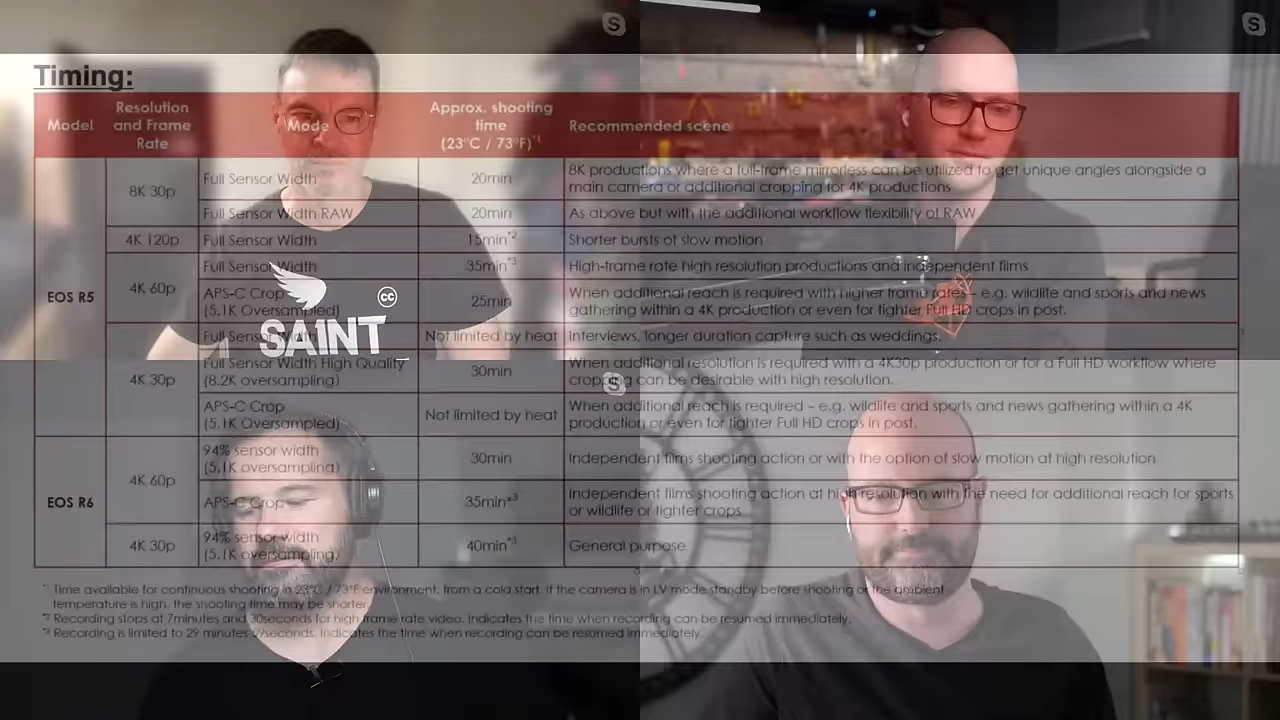 Timing:
Model
Resolution
and Frame
Rate
Mode
Approx. shooting
time
(23°C / 73°F)*1
Recommended scene
EOS R5
8K 30p
Full Sensor Width
20min
8K productions where a full-frame mirrorless can be utilized to get unique angles alongside a
main camera or additional cropping for 4K productions
Full Sensor Width RAW
20min
As above but with the additional workflow flexibility of RAW
4K 120p
Full Sensor Width
15min*2
Shorter bursts of slow motion
4K 60p
Full Sensor Width
35min*3
High-frame rate high resolution productions and independent films
APS-C Crop
(5.1K Oversampled)
25min
When additional reach is required with higher frame rates – e.g. wildlife and sports and news
gathering within a 4K production or even for tighter Full HD crops in post.
4K 30p
Full Sensor Width
Not limited by heat
Interviews, longer duration capture such as weddings.
Full Sensor Width High Quality
(8.2K oversampling)
30min
When additional resolution is required with a 4K30p production or for a Full HD workflow where
cropping can be desirable with high resolution.
APS-C Crop
(5.1K Oversampled)
Not limited by heat
When additional reach is required – e.g. wildlife and sports and news gathering within a 4K
production or even for tighter Full HD crops in post.
EOS R6
4K 60p
94% sensor width
(5.1K oversampling)
30min
Independent films shooting action or with the option of slow motion at high resolution
APS-C Crop
35min*3
Independent films shooting action at high resolution with the need for additional reach for sports
or wildlife or tighter crops
4K 30p
94% sensor width
(5.1K oversampling)
40min*3
General purpose
*1 Time available for continuous shooting in 23°C / 73°F environment, from a cold start. If the camera is in LV mode standby before shooting or the ambient
temperature is high, the shooting time may be shorter.
*2 Recording stops at 7minutes and 30seconds for high frame rate video. Indicates the time when recording can be resumed immediately.
*3 Recording is limited to 29 minutes 59seconds. Indicates the time when recording can be resumed immediately.
CC
SA1NT
S
S
S